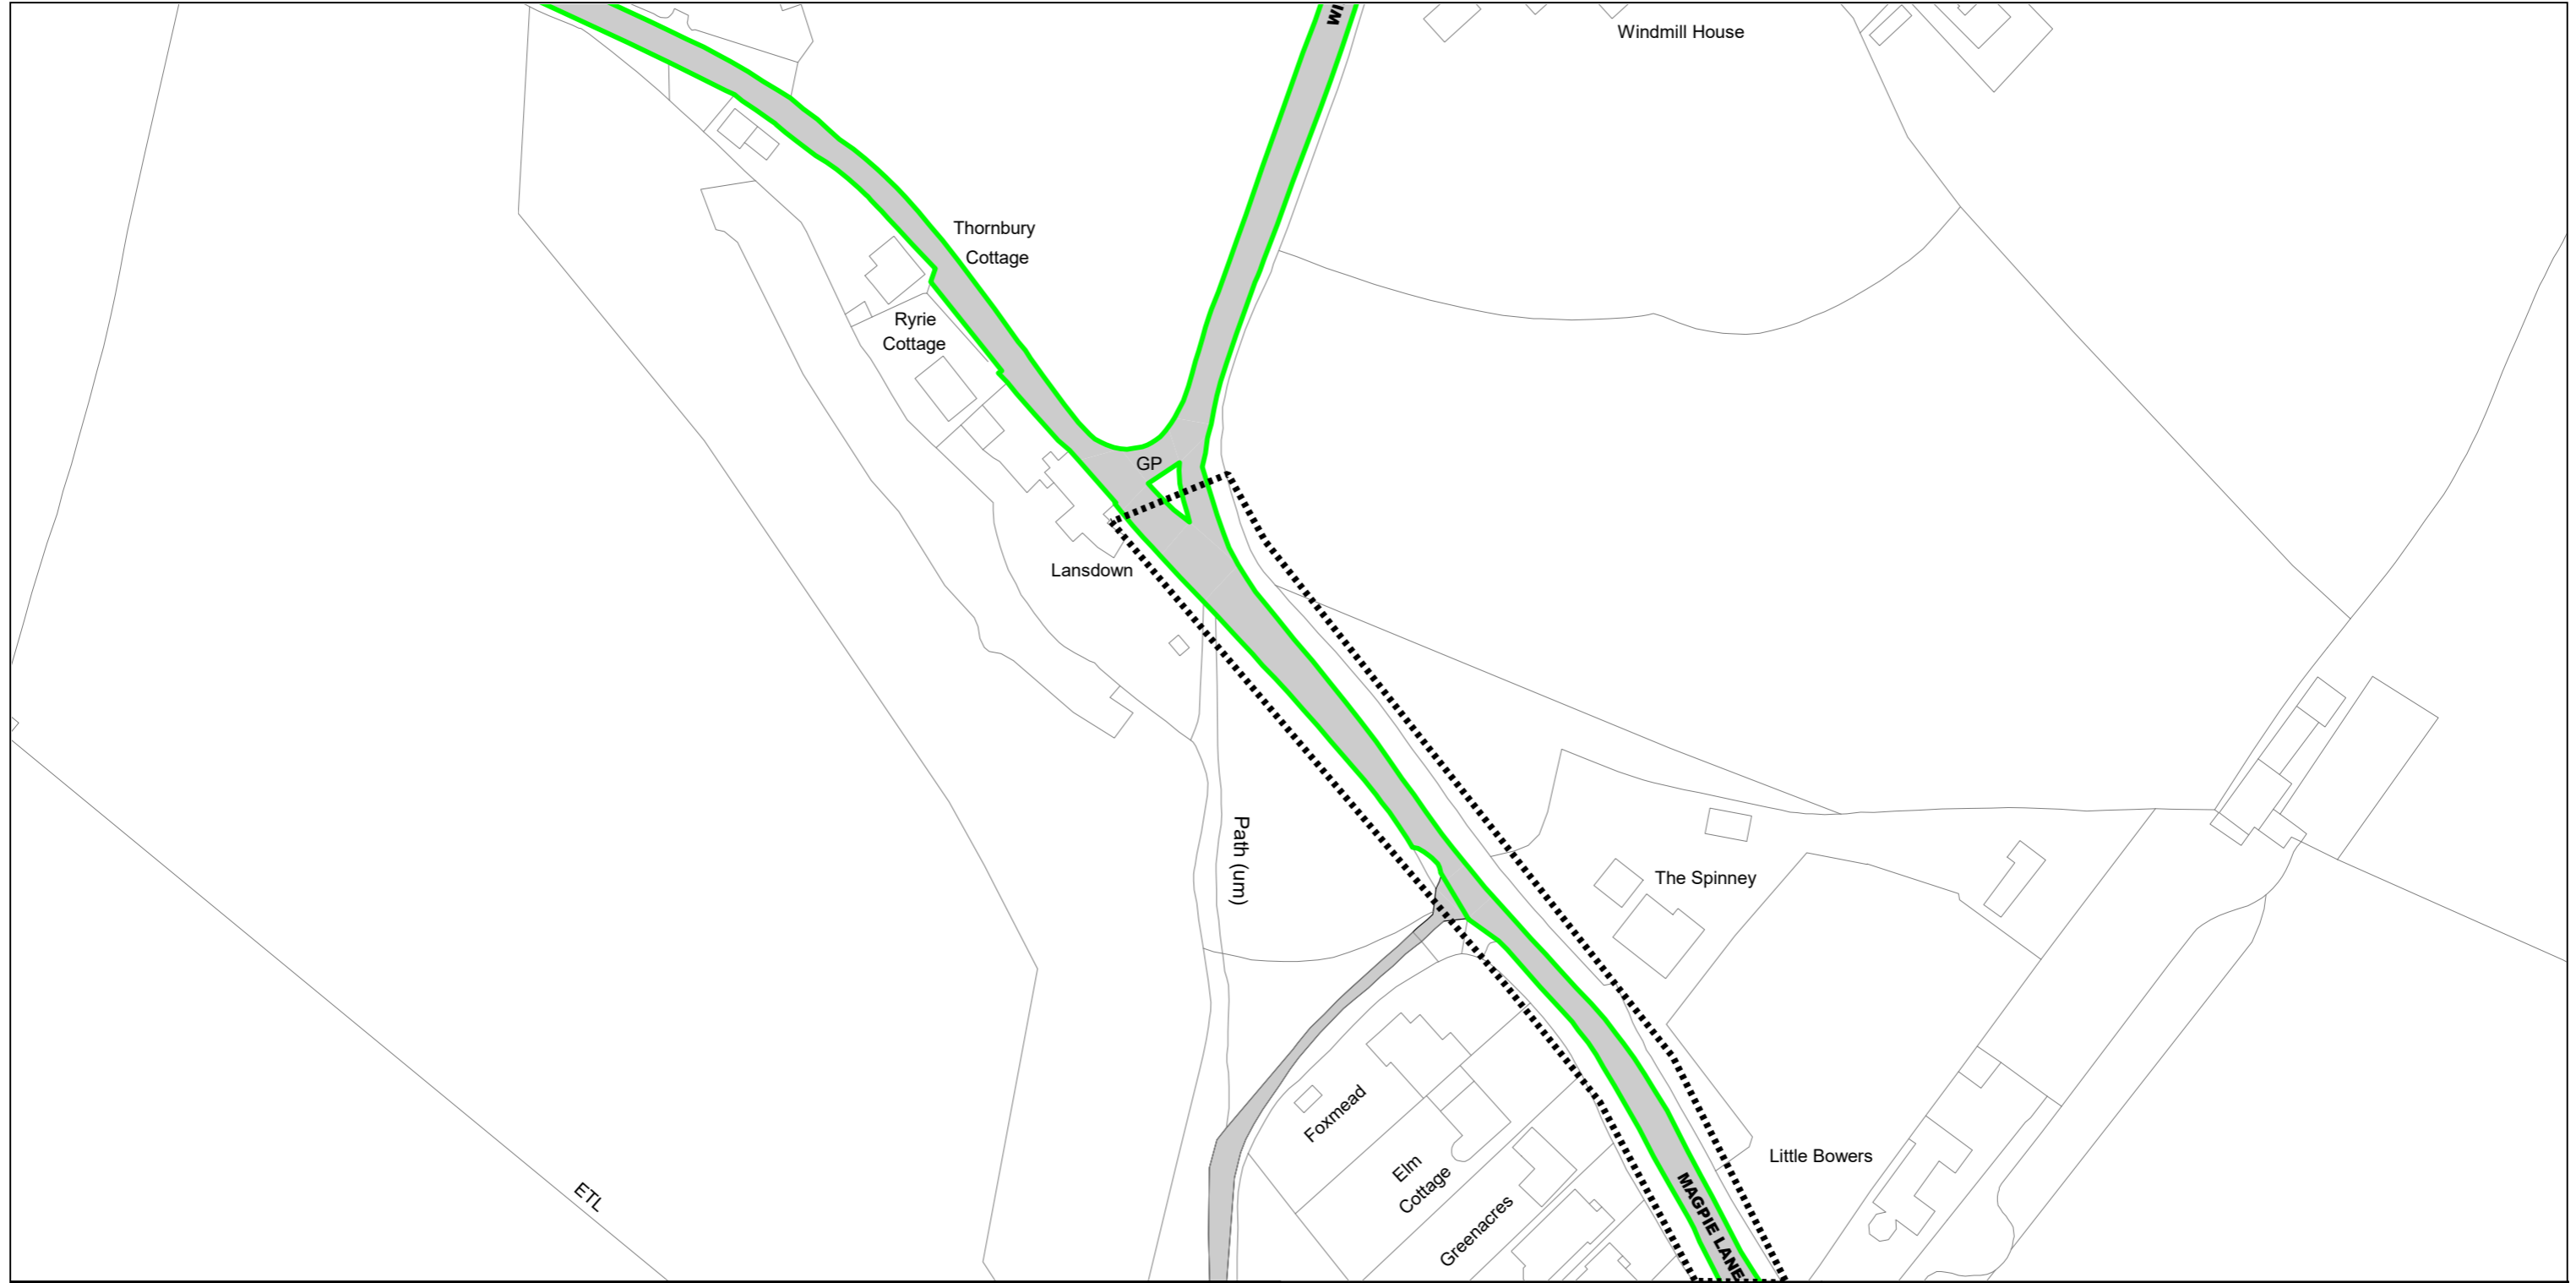 WI
Windmill House
Thornbury
Cottage
Ryrie
Cottage
GP
Lansdown
Path (um)
The Spinney
Foxmead
Elm
Cottage
Greenacres
Little Bowers
MAGPIE LANE
ETL